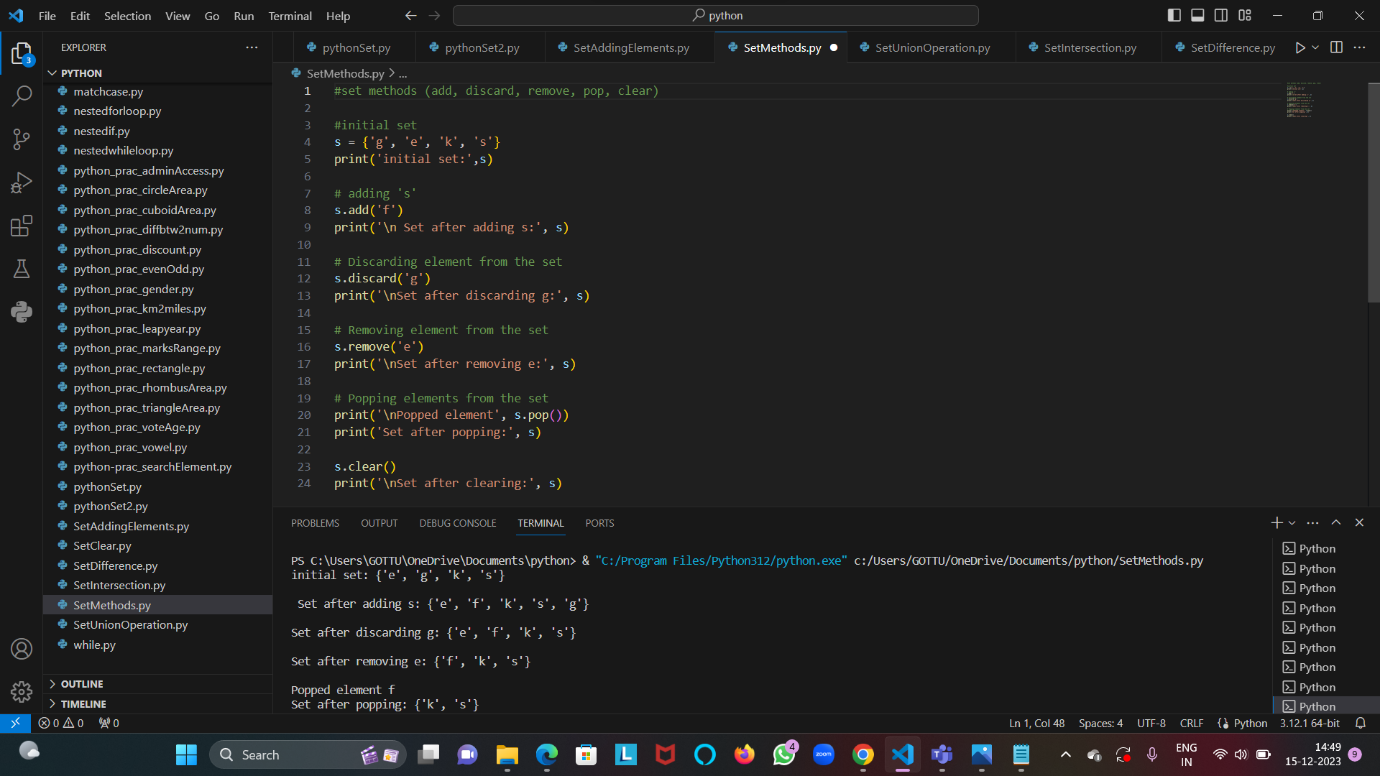 File Edit Selection View Go Run Terminal Help
python
EXPLORER
pythonSet.py pythonSet2.py SetAddingElements.py SetMethods.py SetUnionOperation.py SetIntersection.py SetDifference.py
PYTHON
matchcase.py
nestedforloop.py
nestedif.py
nestedwhileloop.py
python_prac_adminAccess.py
python_prac_circleArea.py
python_prac_cuboidArea.py
python_prac_diffbtw2num.py
python_prac_discount.py
python_prac_evenOdd.py
python_prac_gender.py
python_prac_km2miles.py
python_prac_leapyear.py
python_prac_marksRange.py
python_prac_rectangle.py
python_prac_rhombusArea.py
python_prac_triangleArea.py
python_prac_voteAge.py
python_prac_vowel.py
python-prac_searchElement.py
pythonSet.py
pythonSet2.py
SetAddingElements.py
SetClear.py
SetDifference.py
SetIntersection.py
SetMethods.py
SetUnionOperation.py
while.py
OUTLINE
TIMELINE
3
SetMethods.py > ...
1 #set methods (add, discard, remove, pop, clear)
2
3 #initial set
4 s = {'g', 'e', 'k', 's'}
5 print('initial set:',s)
6
7 # adding 's'
8 s.add('f')
9 print('\n Set after adding s:', s)
10
11 # Discarding element from the set
12 s.discard('g')
13 print('\nSet after discarding g:', s)
14
15 # Removing element from the set
16 s.remove('e')
17 print('\nSet after removing e:', s)
18
19 # Popping elements from the set
20 print('\nPopped element', s.pop())
21 print('Set after popping:', s)
22
23 s.clear()
24 print('\nSet after clearing:', s)
PROBLEMS OUTPUT DEBUG CONSOLE TERMINAL PORTS
PS C:\Users\GOTTU\OneDrive\Documents\python> & "C:/Program Files/Python312/python.exe" c:/Users/GOTTU/OneDrive/Documents/python/SetMethods.py
initial set: {'e', 'g', 'k', 's'}
Set after adding s: {'e', 'f', 'k', 's', 'g'}
Set after discarding g: {'e', 'f', 'k', 's'}
Set after removing e: {'f', 'k', 's'}
Popped element f
Set after popping: {'k', 's'}
Python
Python
Python
Python
Python
Python
Python
Python
Python
0 0 0
Ln 1, Col 48 Spaces: 4 UTF-8 CRLF Python 3.12.1 64-bit
Search
L
4
zoom
ENG
IN
14:49
15-12-2023
9